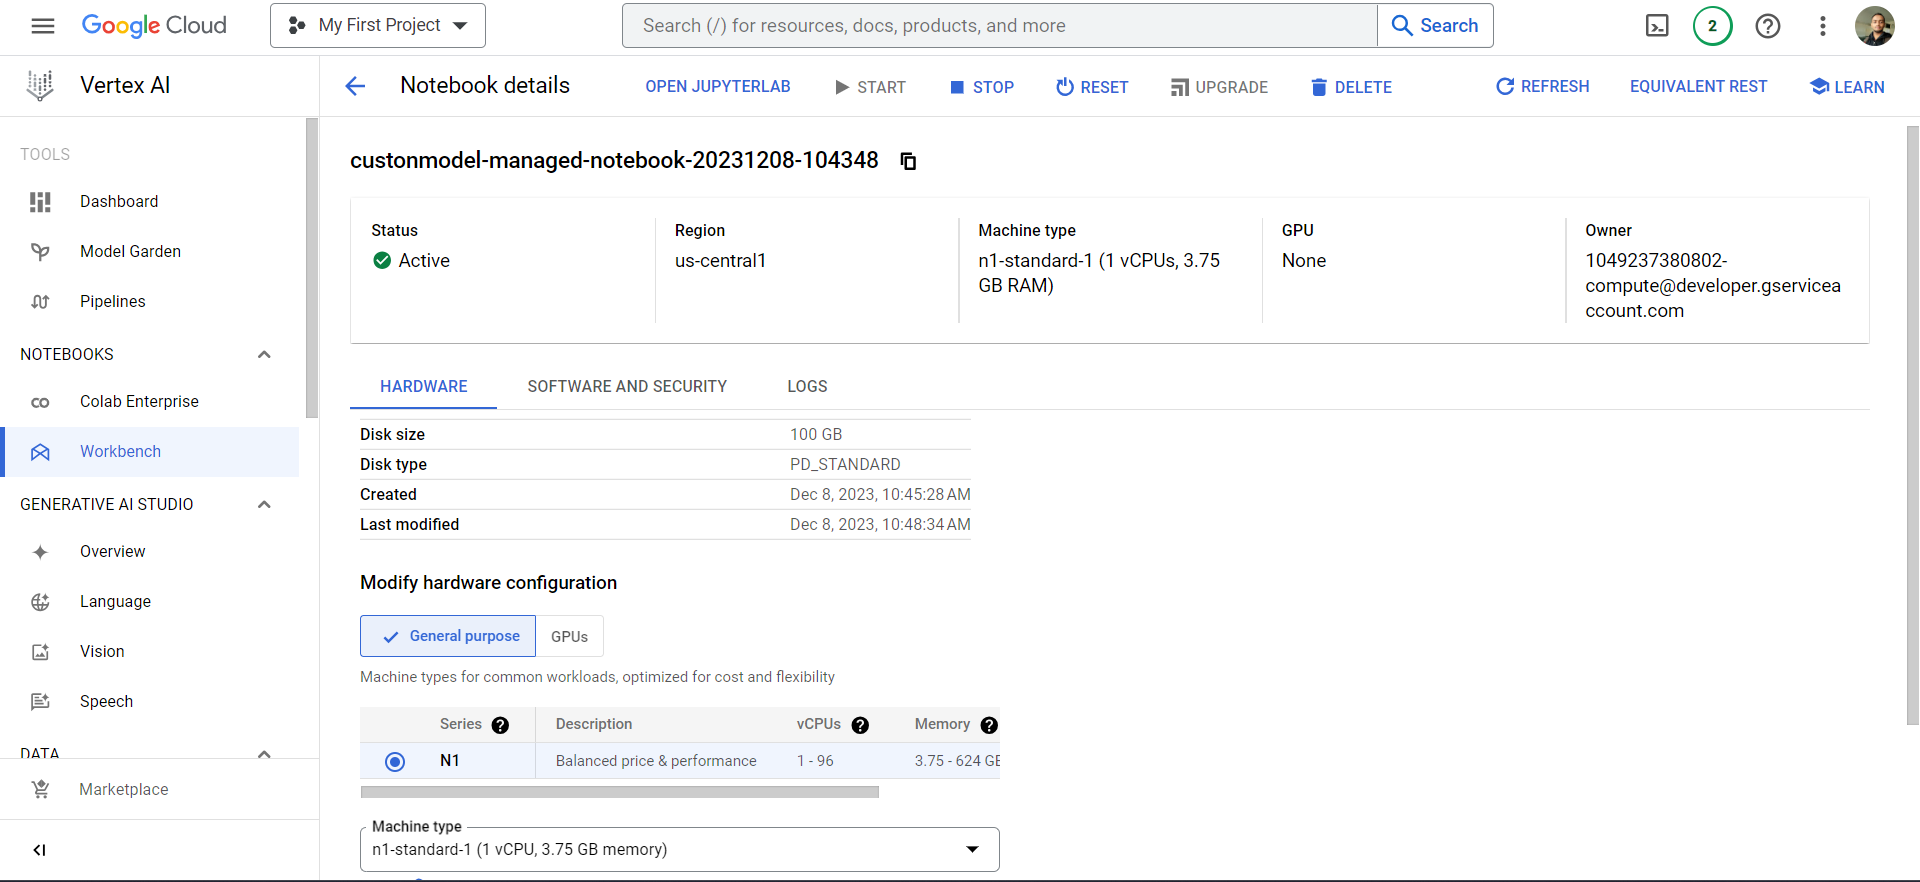 Google Cloud
My First Project
Search (/) for resources, docs, products, and more
Search
2
Vertex AI
Notebook details
OPEN JUPYTERLAB
START
STOP
RESET
UPGRADE
DELETE
REFRESH
EQUIVALENT REST
LEARN
TOOLS
Dashboard
Model Garden
Pipelines
NOTEBOOKS
Colab Enterprise
Workbench
GENERATIVE AI STUDIO
Overview
Language
Vision
Speech
DATA
Marketplace
custonmodel-managed-notebook-20231208-104348
Status
Active
Region
us-central1
Machine type
n1-standard-1 (1 vCPUs, 3.75
GB RAM)
GPU
None
Owner
1049237380802-
compute@developer.gservicea
ccount.com
HARDWARE
SOFTWARE AND SECURITY
LOGS
Disk size 100 GB
Disk type PD_STANDARD
Created Dec 8, 2023, 10:45:28 AM
Last modified Dec 8, 2023, 10:48:34 AM
Modify hardware configuration
General purpose
GPUs
Machine types for common workloads, optimized for cost and flexibility
Series Description vCPUs Memory
N1 Balanced price & performance 1 - 96 3.75 - 624 GB
Machine type
n1-standard-1 (1 vCPU, 3.75 GB memory)